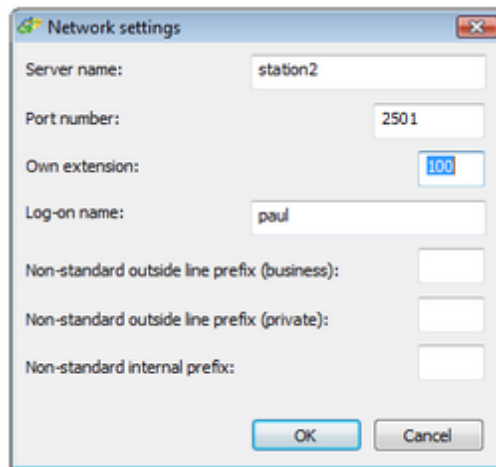 Network settings
Server name: station2
Port number: 2501
Own extension: 100
Log-on name: paul
Non-standard outside line prefix (business):
Non-standard outside line prefix (private):
Non-standard internal prefix:
OK Cancel